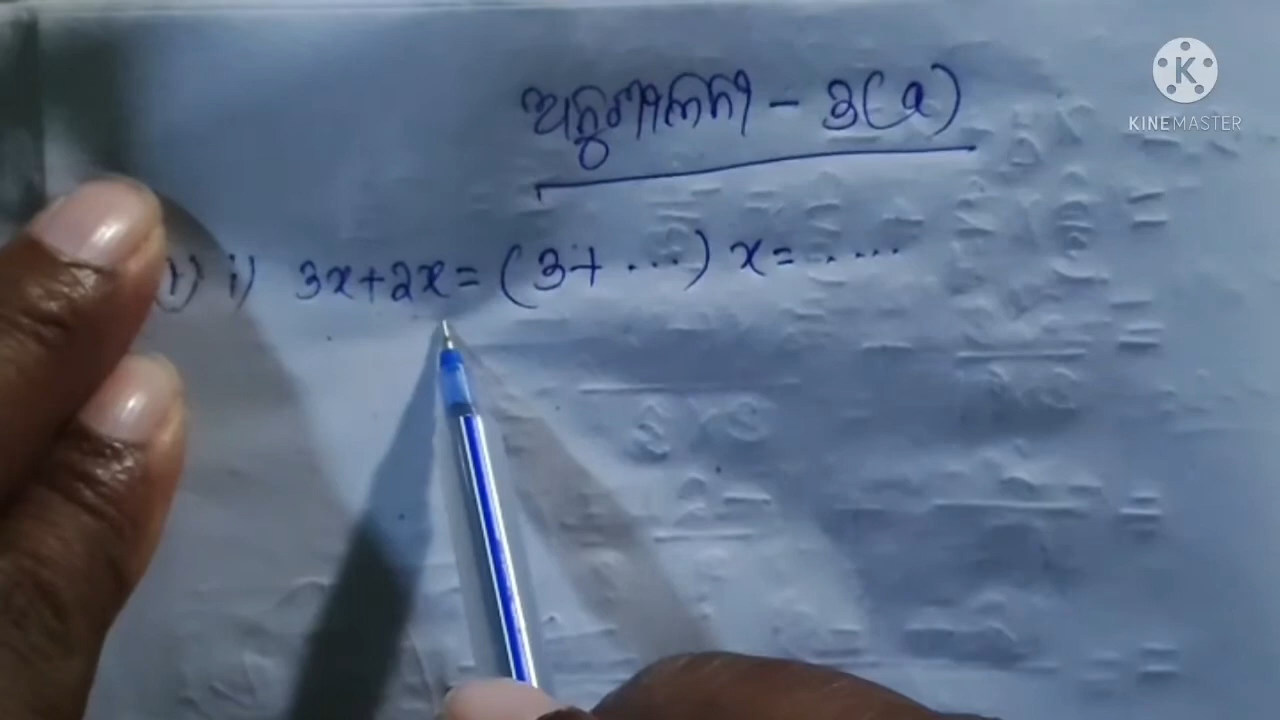 ଅନୁଶୀଳନୀ - 3(a)
1) i) 3x+2x= (3+ ...) x= .....
KINEMASTER